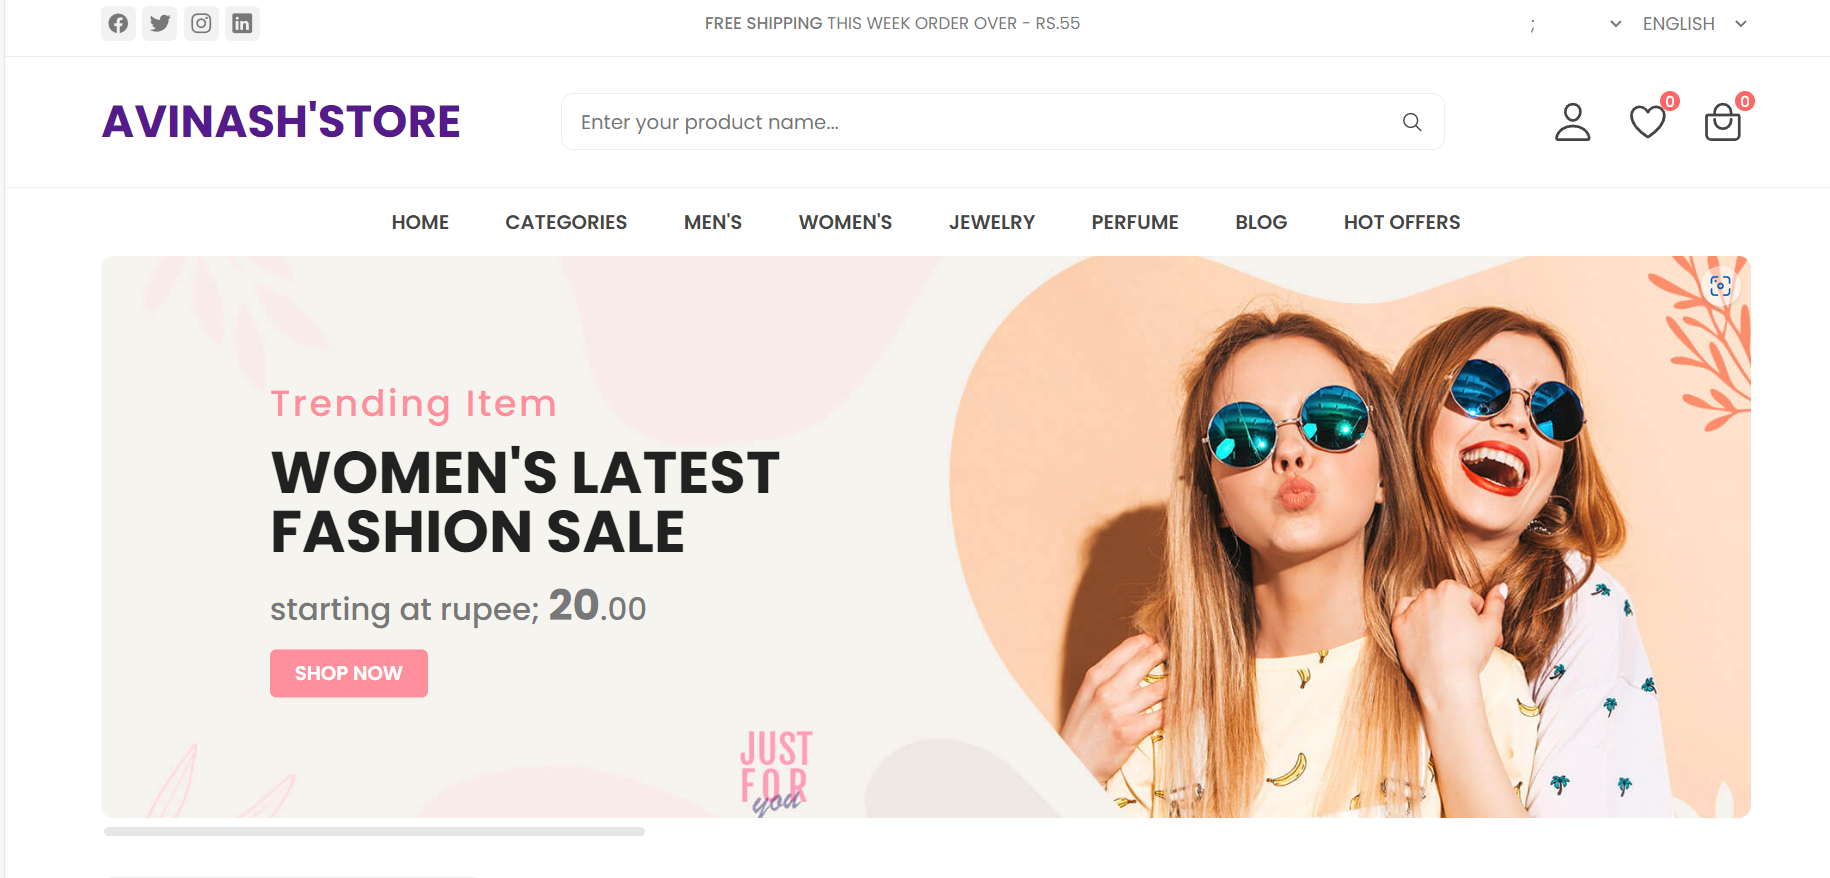 FREE SHIPPING THIS WEEK ORDER OVER - RS.55
;
ENGLISH
AVINASH'STORE
Enter your product name...
0
0
HOME
CATEGORIES
MEN'S
WOMEN'S
JEWELRY
PERFUME
BLOG
HOT OFFERS
Trending Item
WOMEN'S LATEST
FASHION SALE
starting at rupee; 20.00
SHOP NOW
JUST
FOR
you